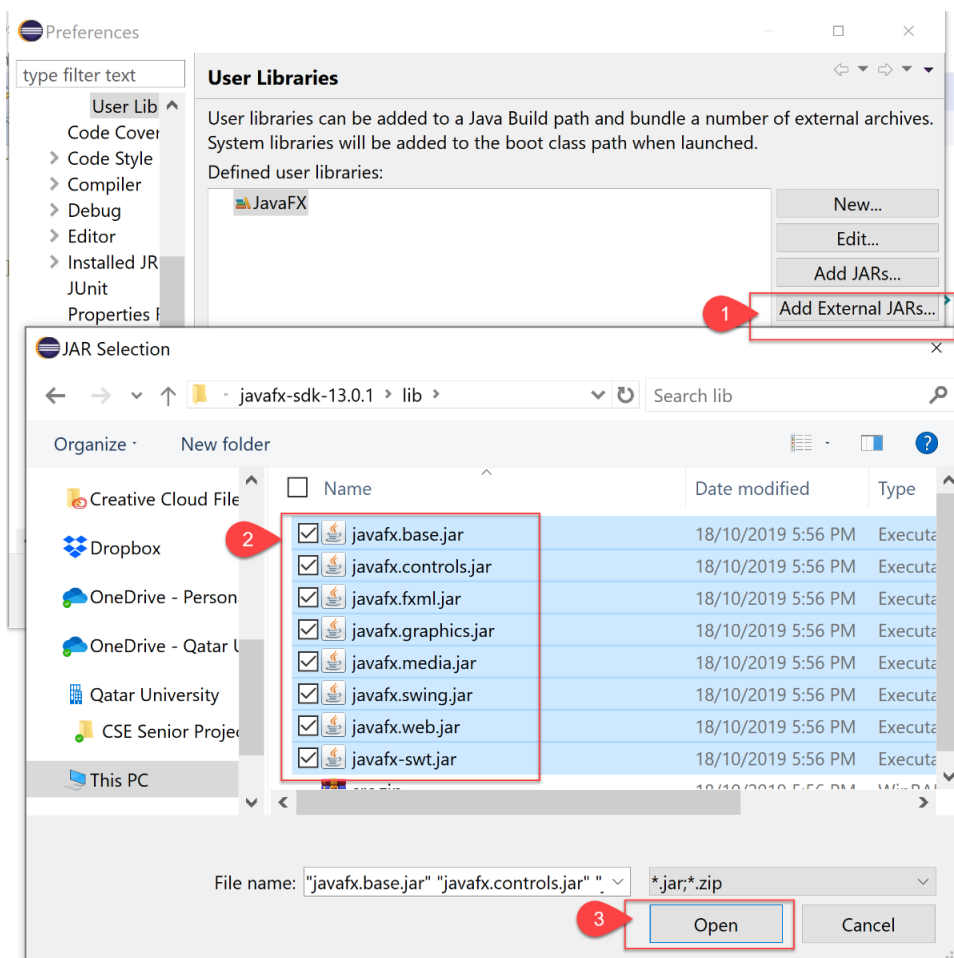 Preferences
type filter text
User Libraries
User Lib
Code Cover
Code Style
Compiler
Debug
Editor
Installed JR
JUnit
Properties F
User libraries can be added to a Java Build path and bundle a number of external archives.
System libraries will be added to the boot class path when launched.
Defined user libraries:
JavaFX
New...
Edit...
Add JARs...
1
Add External JARs...
JAR Selection
javafx-sdk-13.0.1 > lib >
Search lib
Organize
New folder
?
Name
Date modified
Type
Creative Cloud File
Dropbox
OneDrive - Person
OneDrive - Qatar U
Qatar University
CSE Senior Projec
This PC
2
javafx.base.jar 18/10/2019 5:56 PM Executa
javafx.controls.jar 18/10/2019 5:56 PM Executa
javafx.fxml.jar 18/10/2019 5:56 PM Executa
javafx.graphics.jar 18/10/2019 5:56 PM Executa
javafx.media.jar 18/10/2019 5:56 PM Executa
javafx.swing.jar 18/10/2019 5:56 PM Executa
javafx.web.jar 18/10/2019 5:56 PM Executa
javafx-swt.jar 18/10/2019 5:56 PM Executa
File name: "javafx.base.jar" "javafx.controls.jar" "
*.jar;*.zip
3
Open
Cancel